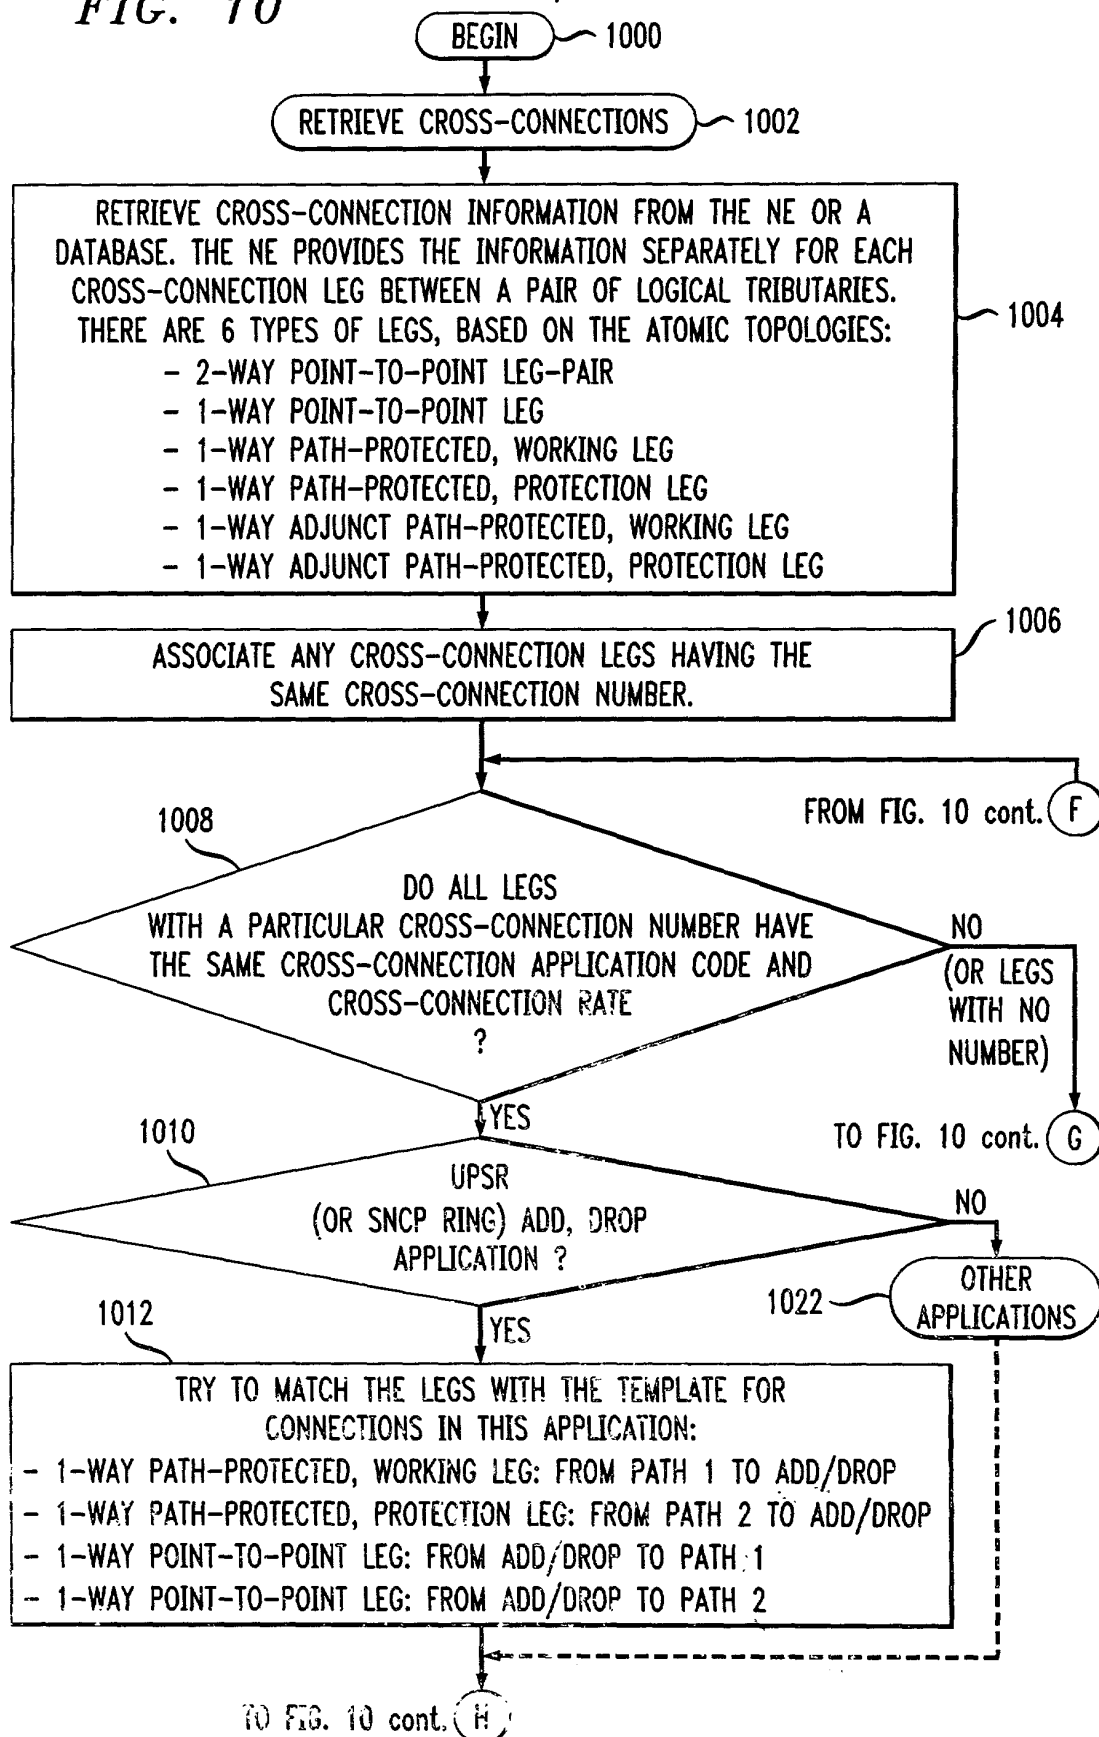 FIG. 10
BEGIN
1000
RETRIEVE CROSS-CONNECTIONS
1002
RETRIEVE CROSS-CONNECTION INFORMATION FROM THE NE OR A
DATABASE. THE NE PROVIDES THE INFORMATION SEPARATELY FOR EACH
CROSS-CONNECTION LEG BETWEEN A PAIR OF LOGICAL TRIBUTARIES.
THERE ARE 6 TYPES OF LEGS, BASED ON THE ATOMIC TOPOLOGIES:
- 2-WAY POINT-TO-POINT LEG-PAIR
- 1-WAY POINT-TO-POINT LEG
- 1-WAY PATH-PROTECTED, WORKING LEG
- 1-WAY PATH-PROTECTED, PROTECTION LEG
- 1-WAY ADJUNCT PATH-PROTECTED, WORKING LEG
- 1-WAY ADJUNCT PATH-PROTECTED, PROTECTION LEG
1004
1006
ASSOCIATE ANY CROSS-CONNECTION LEGS HAVING THE
SAME CROSS-CONNECTION NUMBER.
FROM FIG. 10 cont. F
1008
DO ALL LEGS
WITH A PARTICULAR CROSS-CONNECTION NUMBER HAVE
THE SAME CROSS-CONNECTION APPLICATION CODE AND
CROSS-CONNECTION RATE
?
NO
(OR LEGS
WITH NO
NUMBER)
YES
TO FIG. 10 cont. G
1010
UPSR
(OR SNCP RING) ADD, DROP
APPLICATION ?
NO
OTHER
APPLICATIONS
1022
YES
1012
TRY TO MATCH THE LEGS WITH THE TEMPLATE FOR
CONNECTIONS IN THIS APPLICATION:
- 1-WAY PATH-PROTECTED, WORKING LEG: FROM PATH 1 TO ADD/DROP
- 1-WAY PATH-PROTECTED, PROTECTION LEG: FROM PATH 2 TO ADD/DROP
- 1-WAY POINT-TO-POINT LEG: FROM ADD/DROP TO PATH 1
- 1-WAY POINT-TO-POINT LEG: FROM ADD/DROP TO PATH 2
TO FIG. 10 cont. H